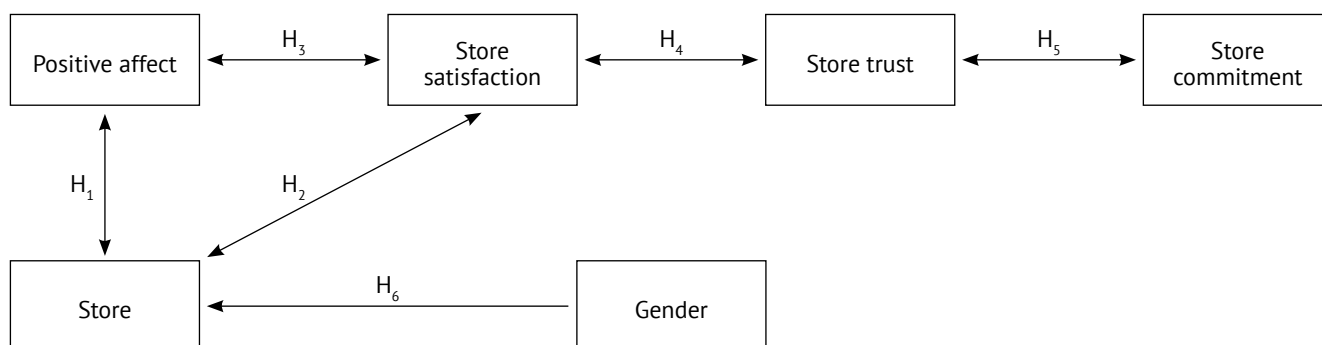 Positive affect
H₃
Store
satisfaction
H₄
Store trust
H₅
Store
commitment
H₁
H₂
Store
H₆
Gender